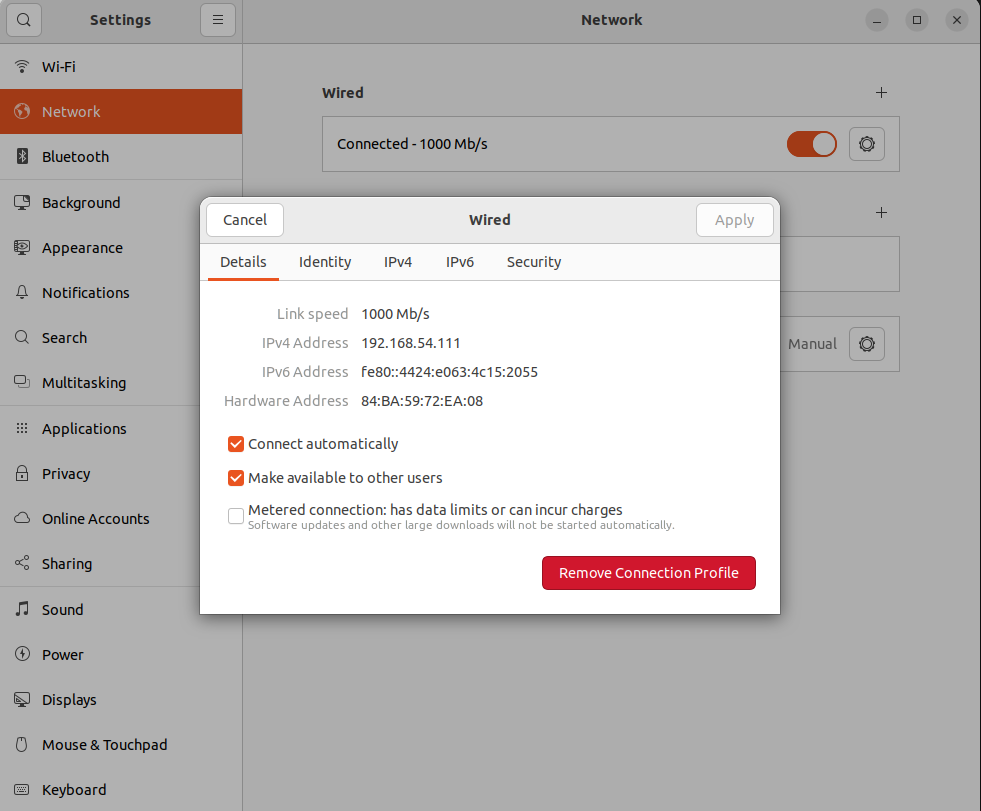 Settings
Network
Wi-Fi
Network
Bluetooth
Background
Appearance
Notifications
Search
Multitasking
Applications
Privacy
Online Accounts
Sharing
Sound
Power
Displays
Mouse & Touchpad
Keyboard
Wired
Connected - 1000 Mb/s
Manual
Cancel
Wired
Apply
Details Identity IPv4 IPv6 Security
Link speed 1000 Mb/s
IPv4 Address 192.168.54.111
IPv6 Address fe80::4424:e063:4c15:2055
Hardware Address 84:BA:59:72:EA:08
Connect automatically
Make available to other users
Metered connection: has data limits or can incur charges
Software updates and other large downloads will not be started automatically.
Remove Connection Profile